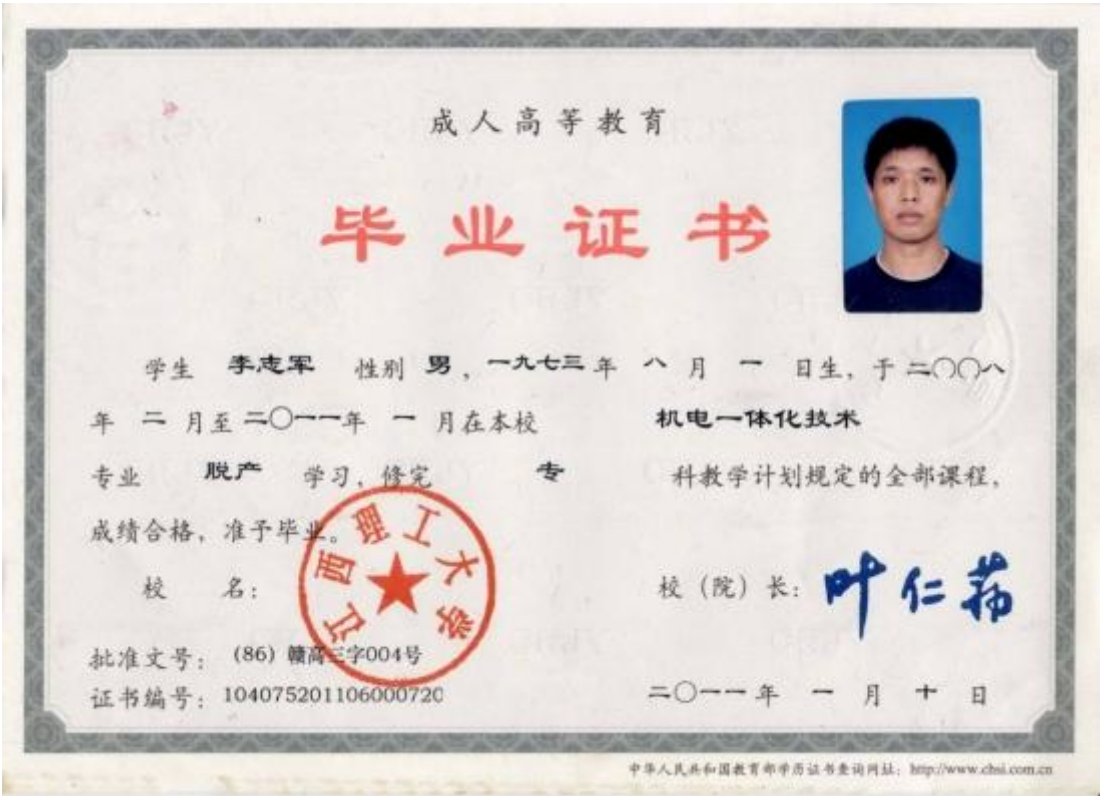 成人高等教育
毕业证书
学生 李志军 性别 男，一九七三年 八 月 一 日生，于二〇〇八
年 二 月至二〇一一年 一 月在本校 机电一体化技术
专业 脱产 学习，修完 专 科教学计划规定的全部课程，
成绩合格，准予毕业。
校 名：
江西理工大学
校（院）长：叶仁荪
批准文号：(86) 赣高三字004号
证书编号：104075201106000720
二〇一一年 一 月 十 日
中华人民共和国教育部学历证书查询网址：http://www.chsi.com.cn